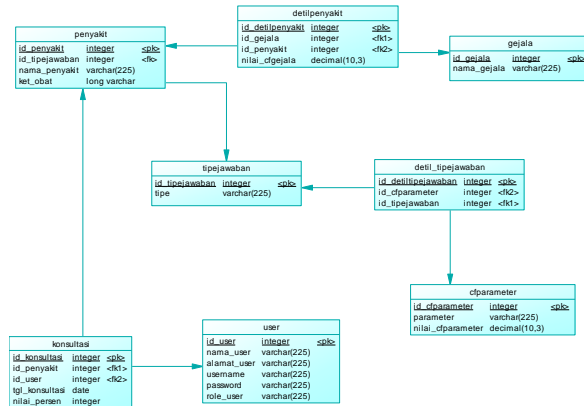 penyakit
id_penyakit integer <pk>
id_tipejawaban integer <fk>
nama_penyakit varchar(225)
ket_obat long varchar
detilpenyakit
id_detilpenyakit integer <pk>
id_gejala integer <fk1>
id_penyakit integer <fk2>
nilai_cfgejala decimal(10,3)
gejala
id_gejala integer <pk>
nama_gejala varchar(225)
tipejawaban
id_tipejawaban integer <pk>
tipe varchar(225)
detil_tipejawaban
id_detiltipejawaban integer <pk>
id_cfparameter integer <fk2>
id_tipejawaban integer <fk1>
cfparameter
id_cfparameter integer <pk>
parameter varchar(225)
nilai_cfparameter decimal(10,3)
konsultasi
id_konsultasi integer <pk>
id_penyakit integer <fk1>
id_user integer <fk2>
tgl_konsultasi date
nilai_persen integer
user
id_user integer <pk>
nama_user varchar(225)
alamat_user varchar(225)
username varchar(225)
password varchar(225)
role_user varchar(225)